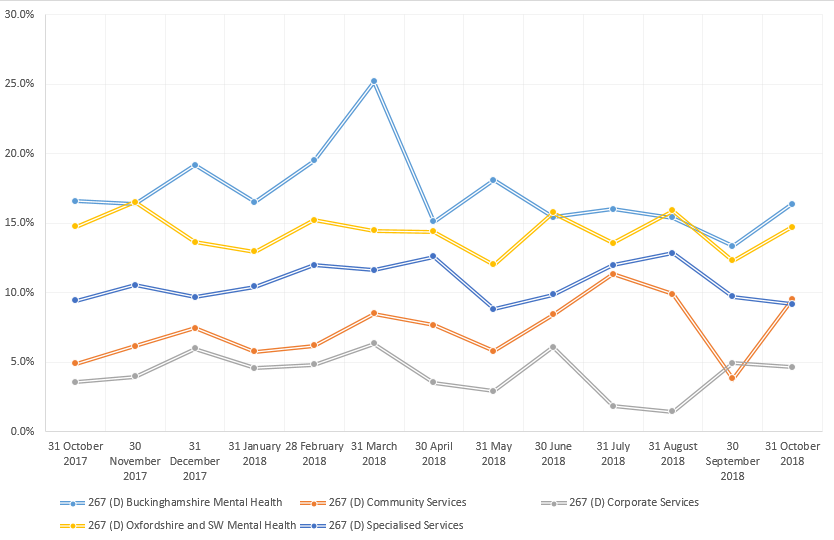 30.0%
25.0%
20.0%
15.0%
10.0%
5.0%
0.0%
31 October
2017
30
November
2017
31
December
2017
31 January
2018
28 February
2018
31 March
2018
30 April
2018
31 May
2018
30 June
2018
31 July
2018
31 August
2018
30
September
2018
31 October
2018
267 (D) Buckinghamshire Mental Health
267 (D) Community Services
267 (D) Corporate Services
267 (D) Oxfordshire and SW Mental Health
267 (D) Specialised Services